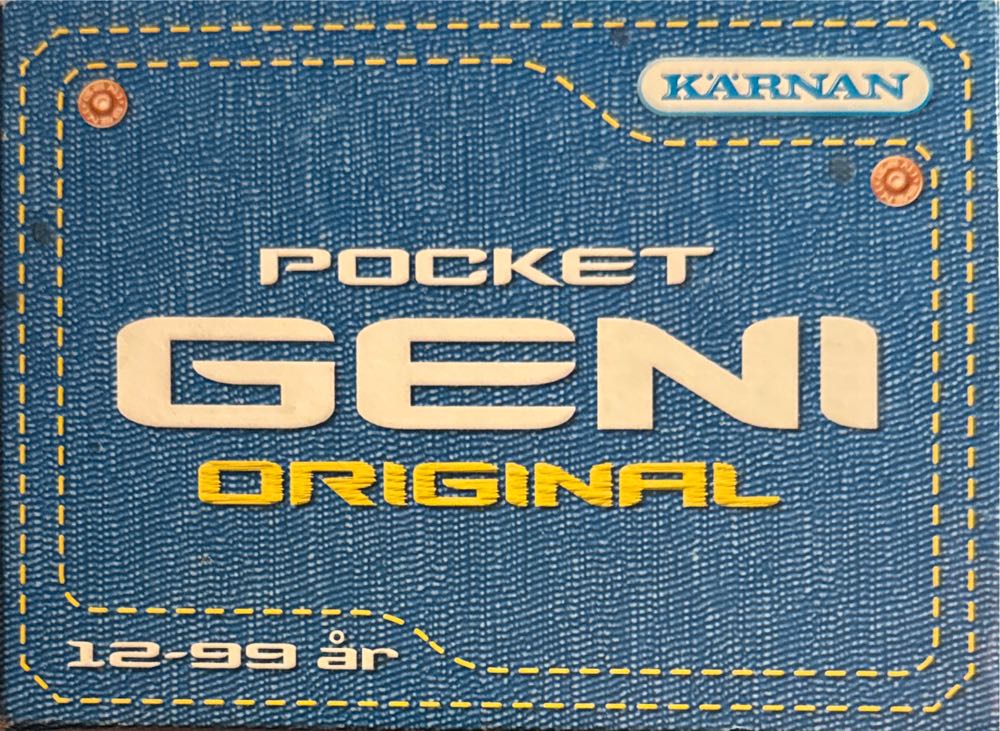 KÄRNAN
POCKET
GENI
ORIGINAL
12-99 år